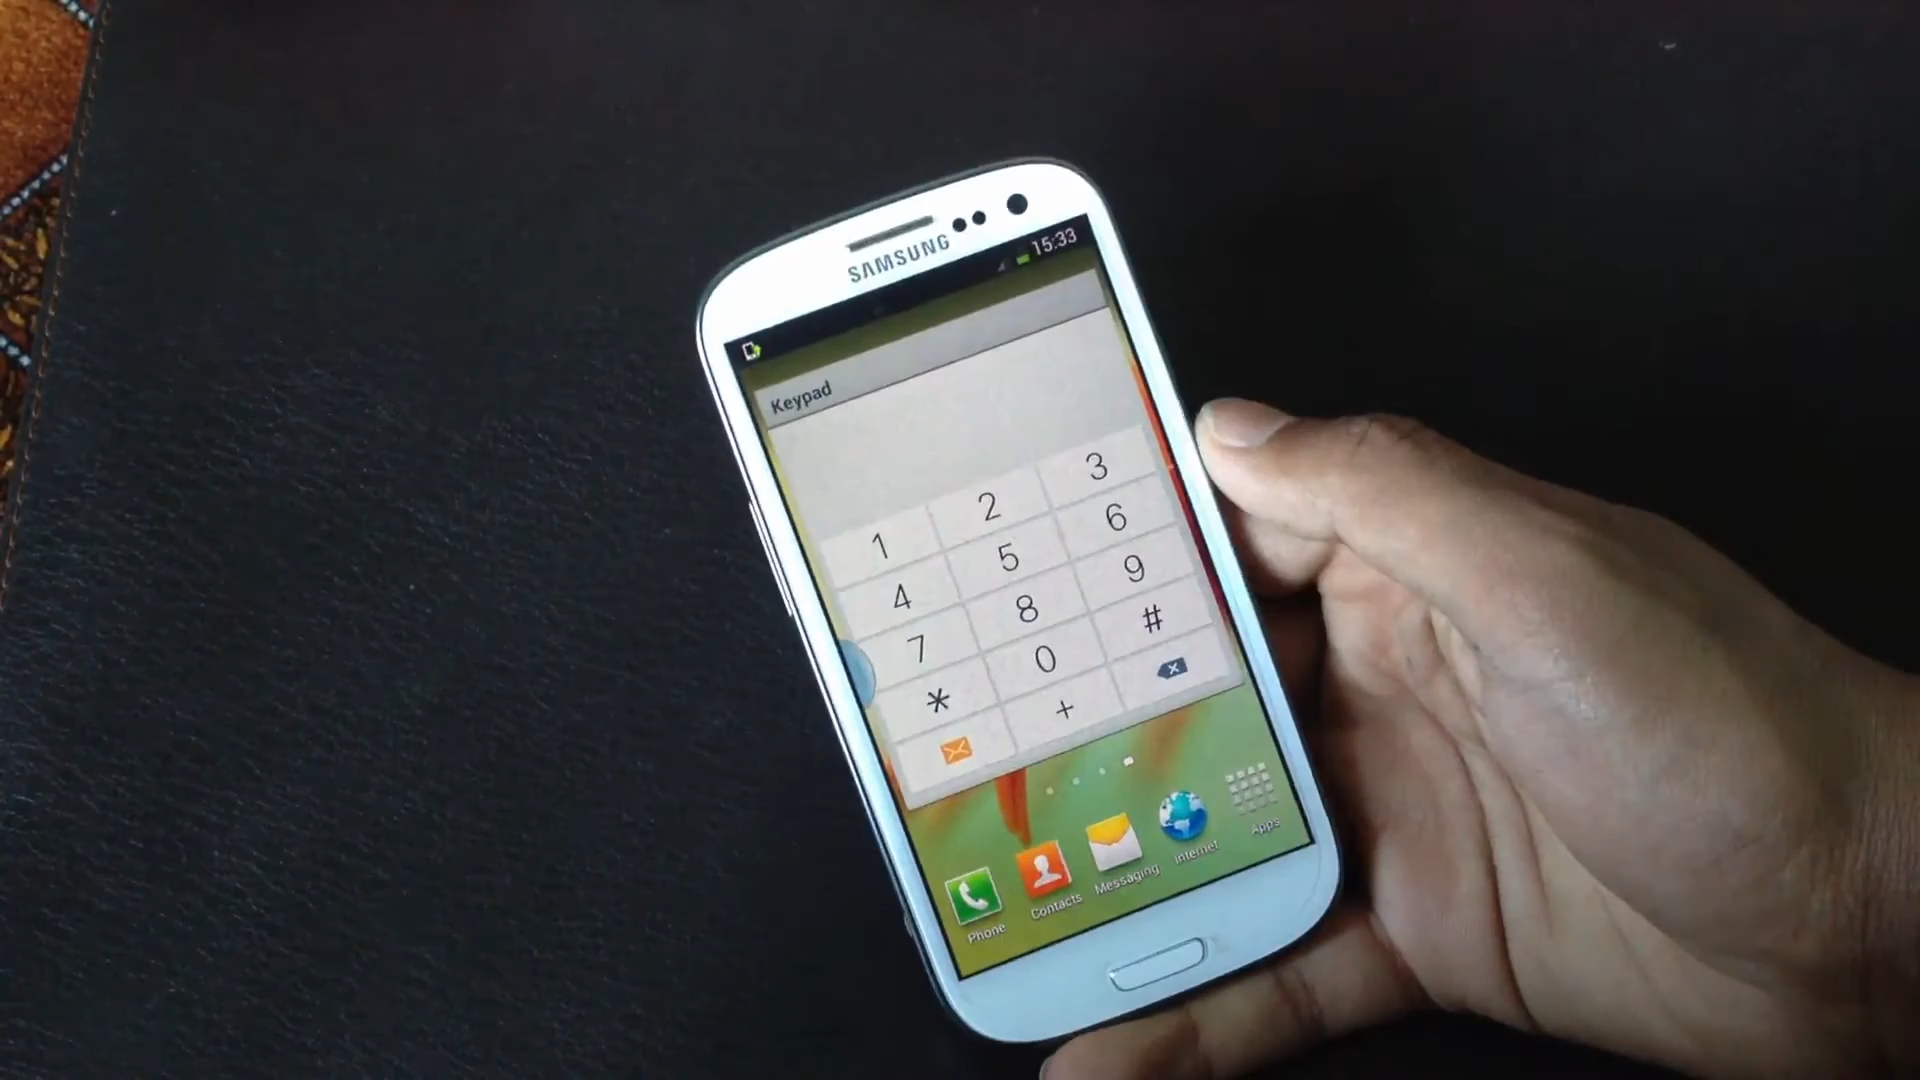 SAMSUNG
15:33
Keypad
1 2 3
4 5 6
7 8 9
* 0 #
+
Phone Contacts Messaging Internet Apps